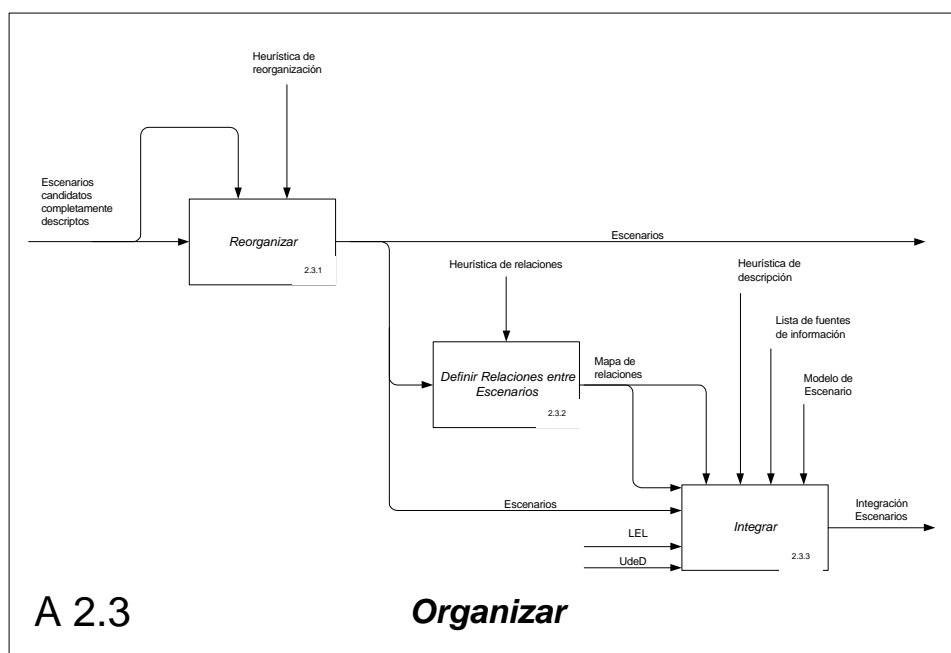 Heurística de
reorganización
Escenarios
candidatos
completamente
descriptos
Reorganizar
2.3.1
Escenarios
Heurística de relaciones
Heurística de
descripción
Lista de fuentes
de información
Definir Relaciones entre
Escenarios
2.3.2
Mapa de
relaciones
Modelo de
Escenario
Escenarios
LEL
UdeD
Integrar
2.3.3
Integración
Escenarios
A 2.3
Organizar